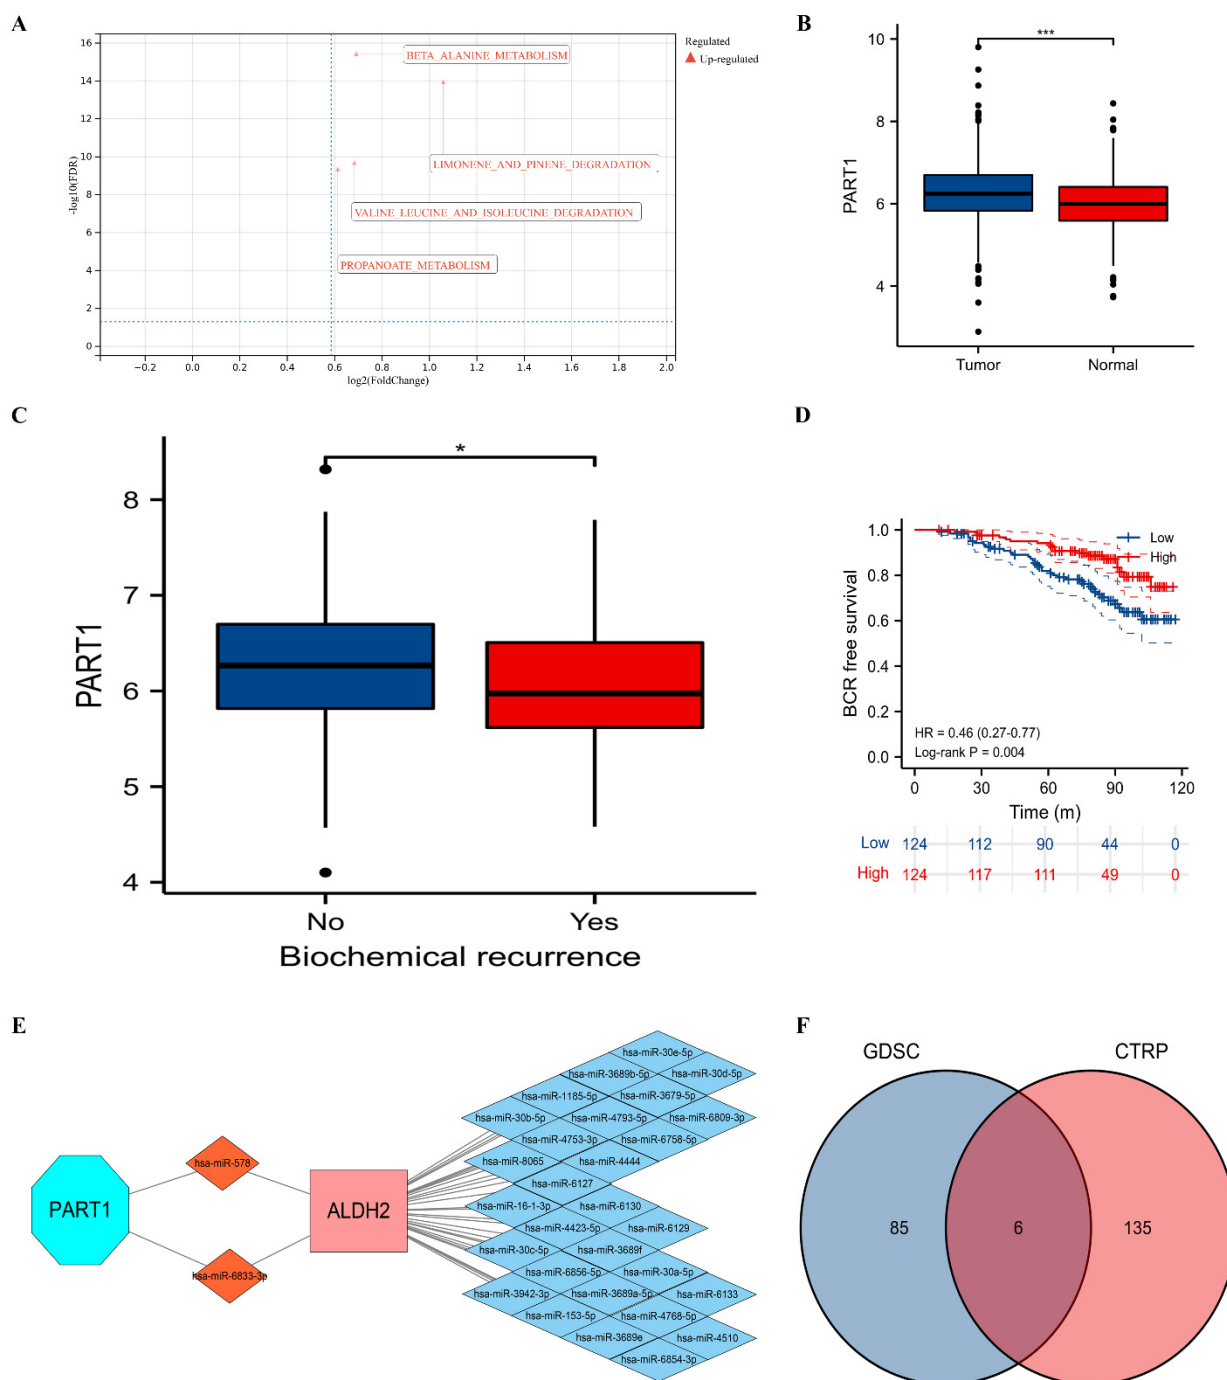 A
16
14
12
10
8
6
4
2
0
-log10(FDR)
BETA_ALANINE_METABOLISM
LIMONENE_AND_PINENE_DEGRADATION
VALINE_LEUCINE_AND_ISOLEUCINE_DEGRADATION
PROPANOATE_METABOLISM
−0.2 0.0 0.2 0.4 0.6 0.8 1.0 1.2 1.4 1.6 1.8 2.0
log2(FoldChange)
Regulated
Up-regulated
B
***
10
8
6
4
PART1
Tumor Normal
C
*
8
7
6
5
4
PART1
No Yes
Biochemical recurrence
D
1.0
0.8
0.6
0.4
0.2
0.0
BCR free survival
Low
High
HR = 0.46 (0.27-0.77)
Log-rank P = 0.004
0 30 60 90 120
Time (m)
Low 124 112 90 44 0
High 124 117 111 49 0
E
PART1
hsa-miR-578
hsa-miR-6833-3p
ALDH2
hsa-miR-30e-5p
hsa-miR-3689b-5p hsa-miR-30d-5p
hsa-miR-1185-5p hsa-miR-3679-5p
hsa-miR-30b-5p hsa-miR-4793-5p hsa-miR-6809-3p
hsa-miR-4753-3p hsa-miR-6758-5p
hsa-miR-8065 hsa-miR-4444
hsa-miR-6127
hsa-miR-16-1-3p hsa-miR-6130
hsa-miR-4423-5p hsa-miR-6129
hsa-miR-30c-5p hsa-miR-3689f
hsa-miR-6856-5p hsa-miR-30a-5p
hsa-miR-3942-3p hsa-miR-3689a-5p hsa-miR-6133
hsa-miR-153-5p hsa-miR-4768-5p
hsa-miR-3689e hsa-miR-4510
hsa-miR-6854-3p
F
GDSC CTRP
85 6 135